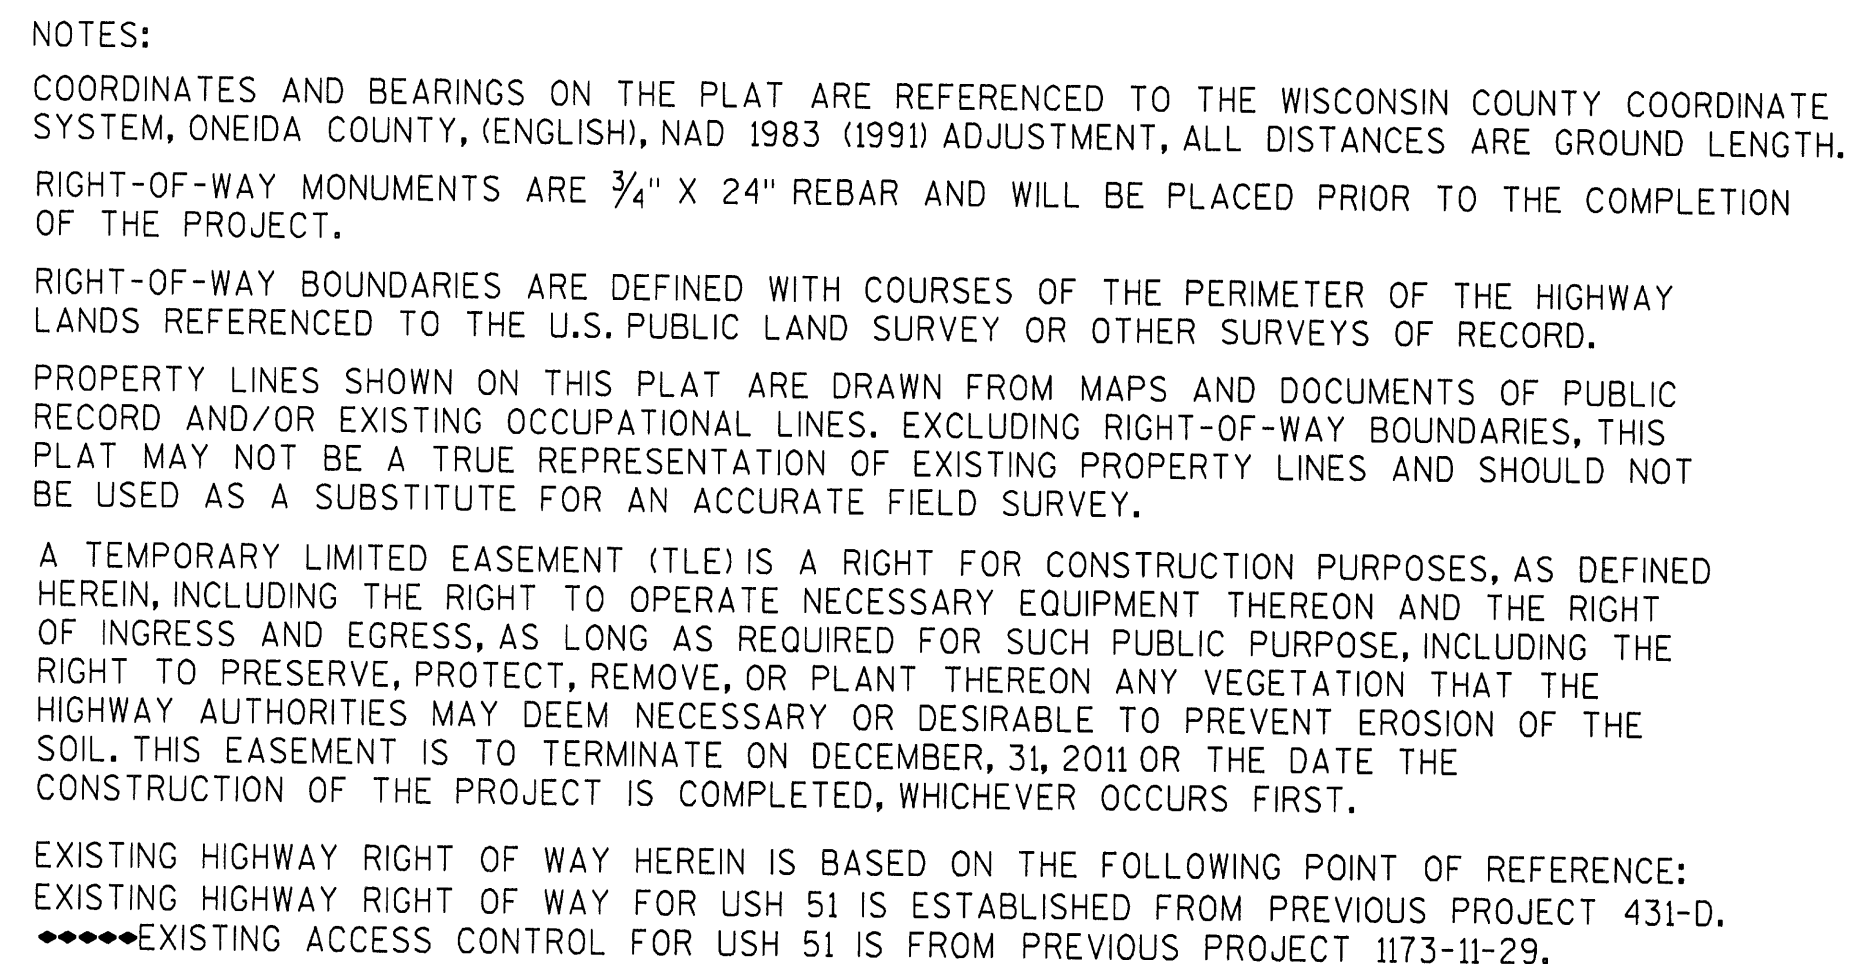 NOTES:
COORDINATES AND BEARINGS ON THE PLAT ARE REFERENCED TO THE WISCONSIN COUNTY COORDINATE
SYSTEM, ONEIDA COUNTY, (ENGLISH), NAD 1983 (1991) ADJUSTMENT, ALL DISTANCES ARE GROUND LENGTH.
RIGHT-OF-WAY MONUMENTS ARE ¾" X 24" REBAR AND WILL BE PLACED PRIOR TO THE COMPLETION
OF THE PROJECT.
RIGHT-OF-WAY BOUNDARIES ARE DEFINED WITH COURSES OF THE PERIMETER OF THE HIGHWAY
LANDS REFERENCED TO THE U.S. PUBLIC LAND SURVEY OR OTHER SURVEYS OF RECORD.
PROPERTY LINES SHOWN ON THIS PLAT ARE DRAWN FROM MAPS AND DOCUMENTS OF PUBLIC
RECORD AND/OR EXISTING OCCUPATIONAL LINES. EXCLUDING RIGHT-OF-WAY BOUNDARIES, THIS
PLAT MAY NOT BE A TRUE REPRESENTATION OF EXISTING PROPERTY LINES AND SHOULD NOT
BE USED AS A SUBSTITUTE FOR AN ACCURATE FIELD SURVEY.
A TEMPORARY LIMITED EASEMENT (TLE) IS A RIGHT FOR CONSTRUCTION PURPOSES, AS DEFINED
HEREIN, INCLUDING THE RIGHT TO OPERATE NECESSARY EQUIPMENT THEREON AND THE RIGHT
OF INGRESS AND EGRESS, AS LONG AS REQUIRED FOR SUCH PUBLIC PURPOSE, INCLUDING THE
RIGHT TO PRESERVE, PROTECT, REMOVE, OR PLANT THEREON ANY VEGETATION THAT THE
HIGHWAY AUTHORITIES MAY DEEM NECESSARY OR DESIRABLE TO PREVENT EROSION OF THE
SOIL. THIS EASEMENT IS TO TERMINATE ON DECEMBER, 31, 2011 OR THE DATE THE
CONSTRUCTION OF THE PROJECT IS COMPLETED, WHICHEVER OCCURS FIRST.
EXISTING HIGHWAY RIGHT OF WAY HEREIN IS BASED ON THE FOLLOWING POINT OF REFERENCE:
EXISTING HIGHWAY RIGHT OF WAY FOR USH 51 IS ESTABLISHED FROM PREVIOUS PROJECT 431-D.
◆◆◆◆◆EXISTING ACCESS CONTROL FOR USH 51 IS FROM PREVIOUS PROJECT 1173-11-29.